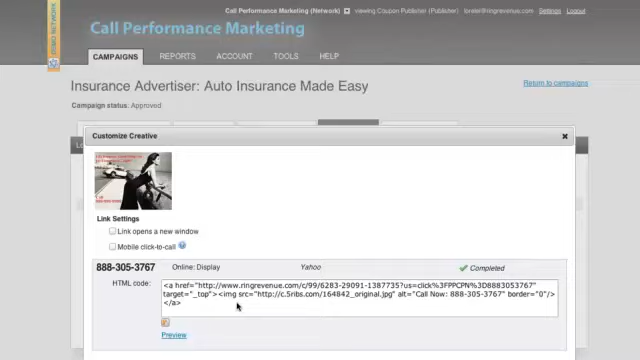 Call Performance Marketing (Network) viewing Coupon Publisher (Publisher) Settings Logout
Call Performance Marketing
CAMPAIGNS REPORTS ACCOUNT TOOLS HELP
Insurance Advertiser: Auto Insurance Made Easy
Return to campaigns
Campaign status: Approved
Customize Creative
Link Settings
Link opens a new window
Mobile click-to-call
888-305-3767 Online: Display Yahoo Completed
HTML code:
<a href="http://www.ringrevenue.com/c/99/6283-29091-1387735?us=click%3FPPCPN%3D8883053767"
target="_top"><img src="http://c.5ribs.com/164842_original.jpg" alt="Call Now: 888-305-3767" border="0"/>
</a>
Preview